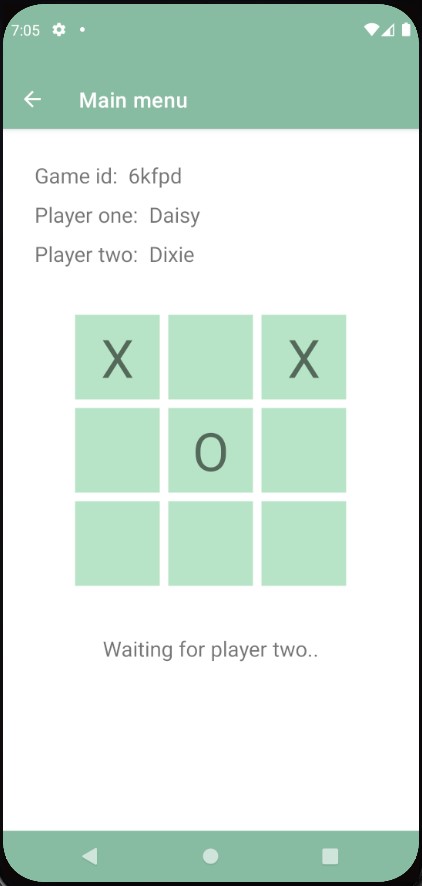 7:05
Main menu
Game id: 6kfpd
Player one: Daisy
Player two: Dixie
X X
O
Waiting for player two..